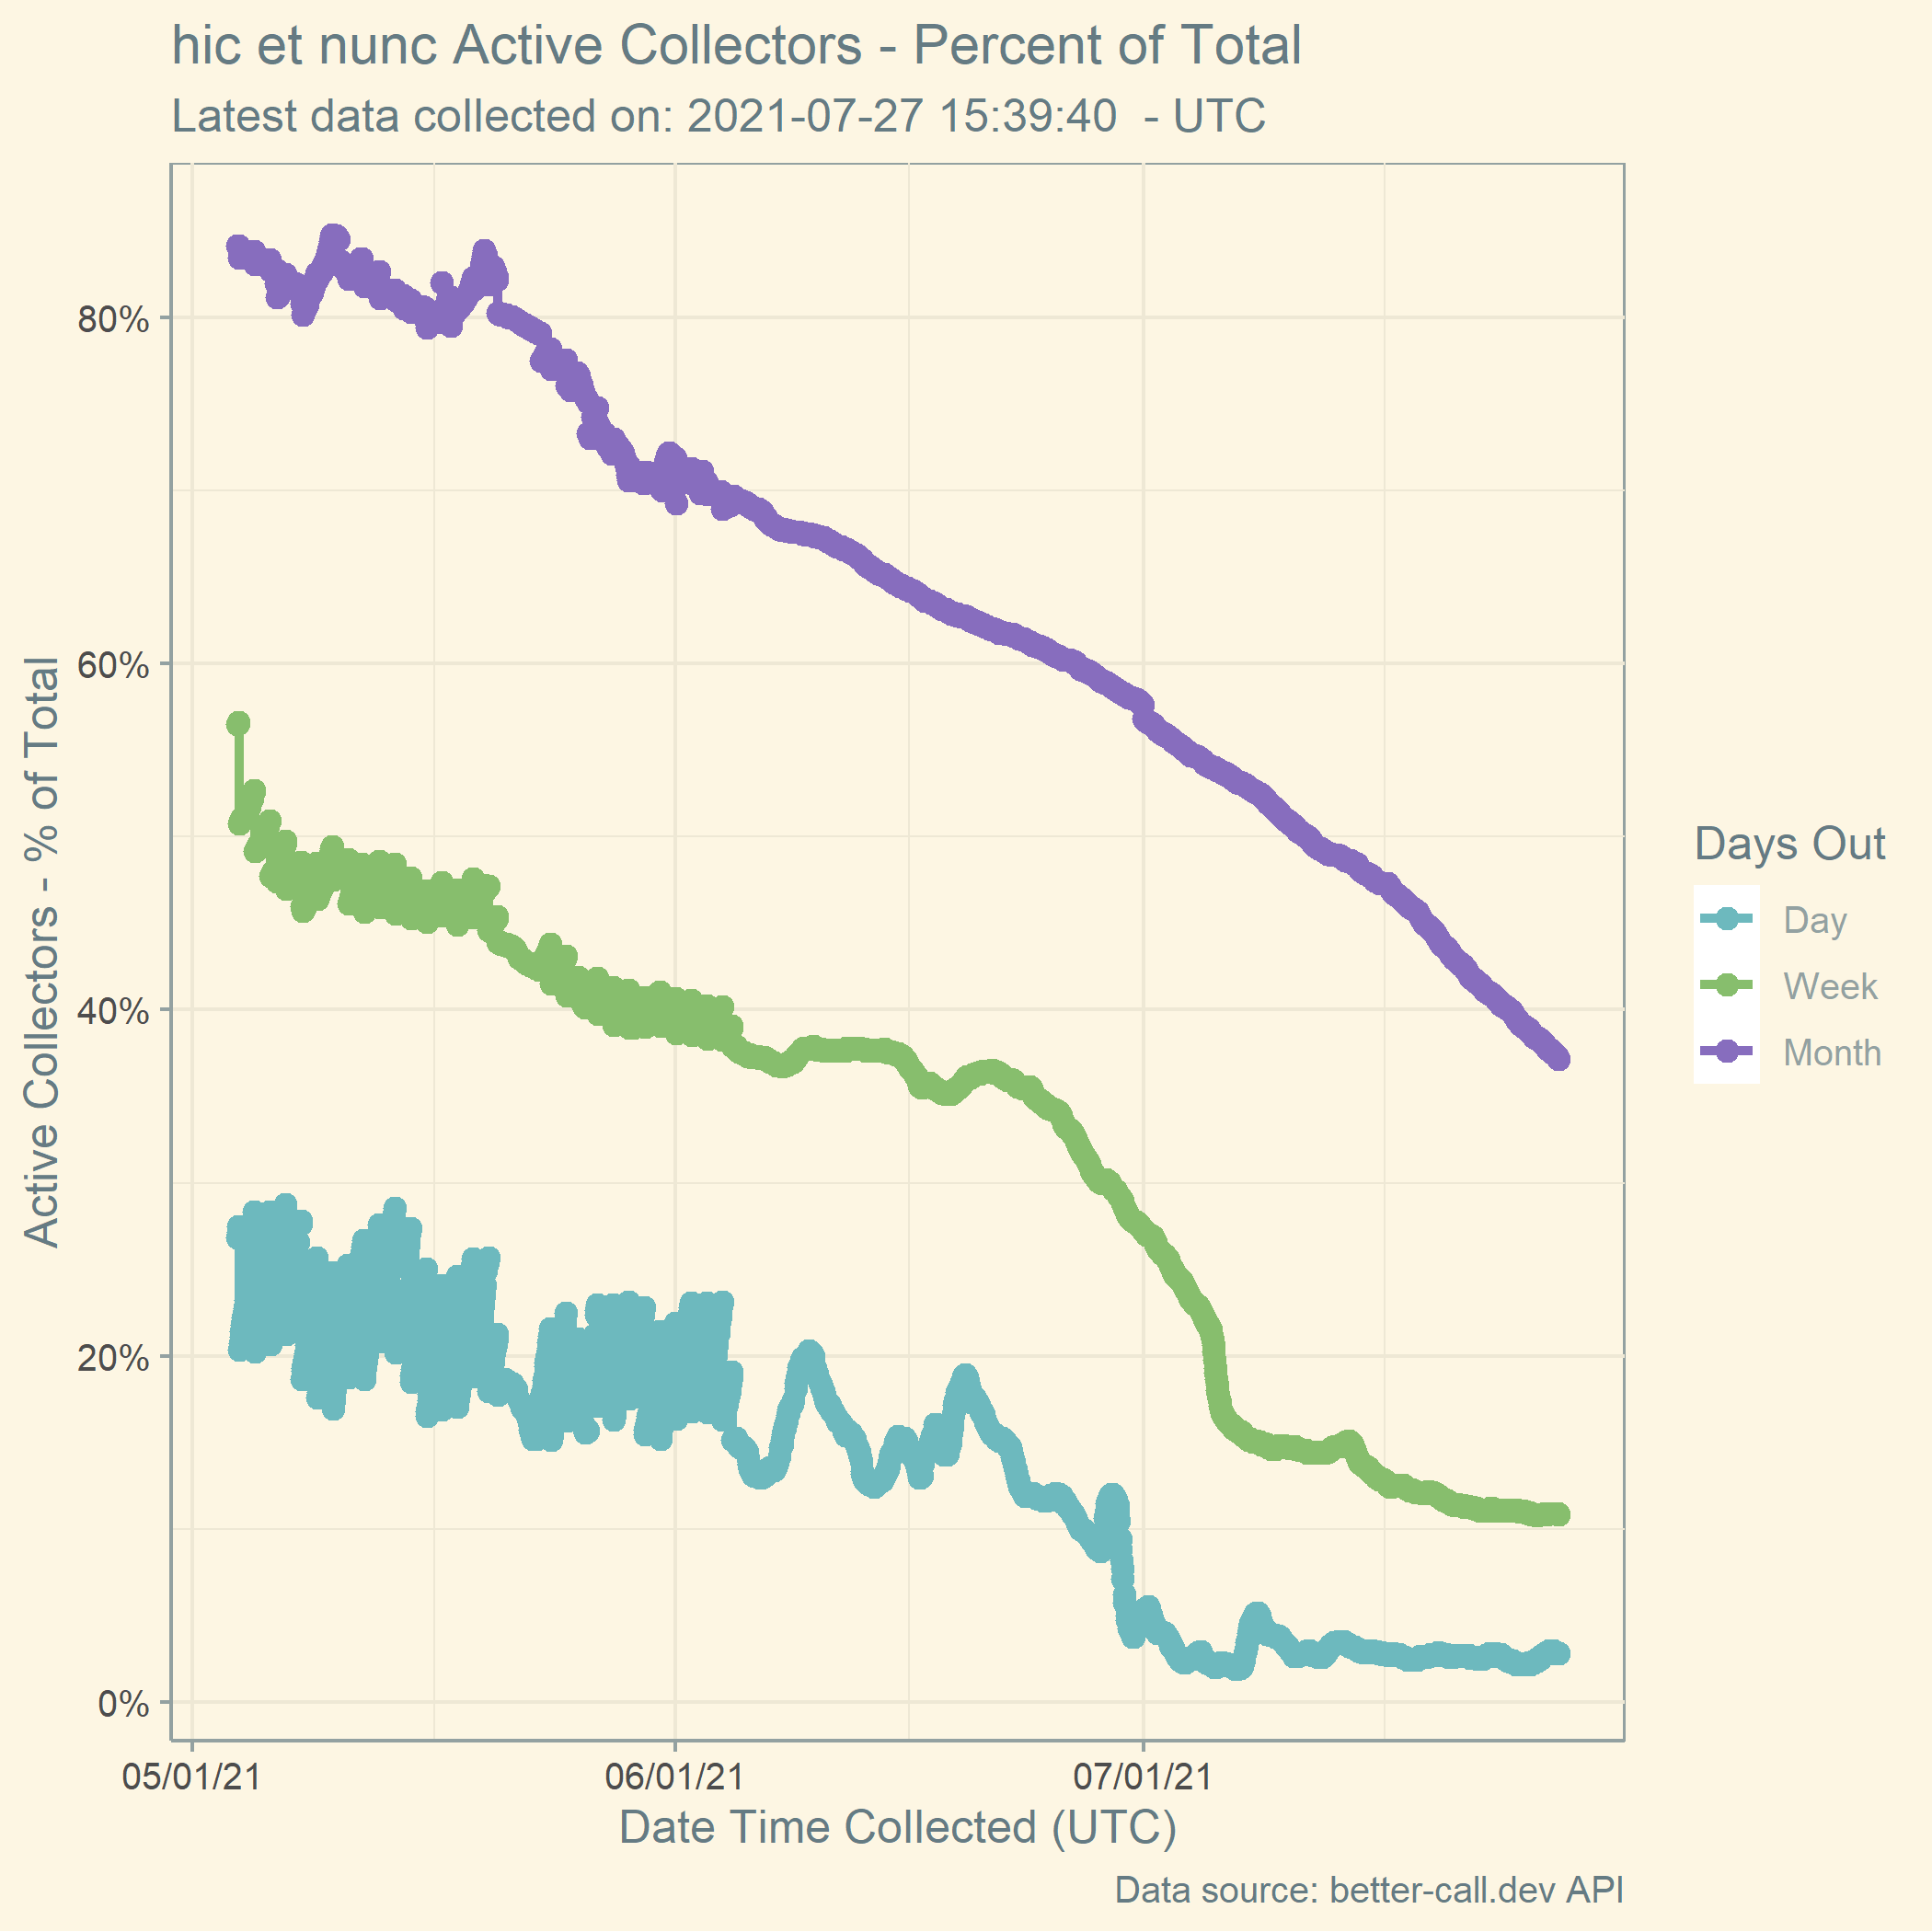 hic et nunc Active Collectors - Percent of Total
Latest data collected on: 2021-07-27 15:39:40  - UTC
Active Collectors - % of Total
80%
60%
40%
20%
0%
05/01/21
06/01/21
07/01/21
Date Time Collected (UTC)
Days Out
Day
Week
Month
Data source: better-call.dev API